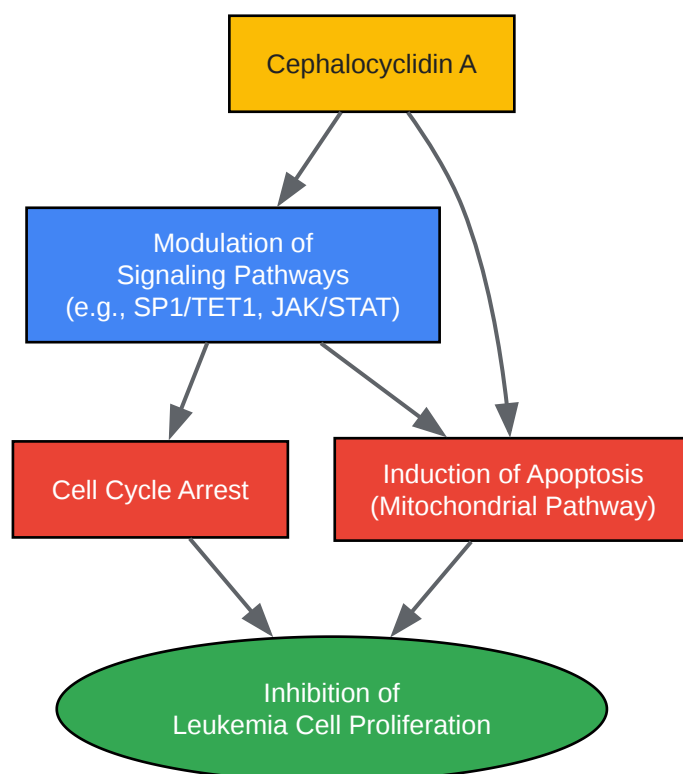 Cephalocyclidin A
Modulation of
Signaling Pathways
(e.g., SP1/TET1, JAK/STAT)
Cell Cycle Arrest
Induction of Apoptosis
(Mitochondrial Pathway)
Inhibition of
Leukemia Cell Proliferation